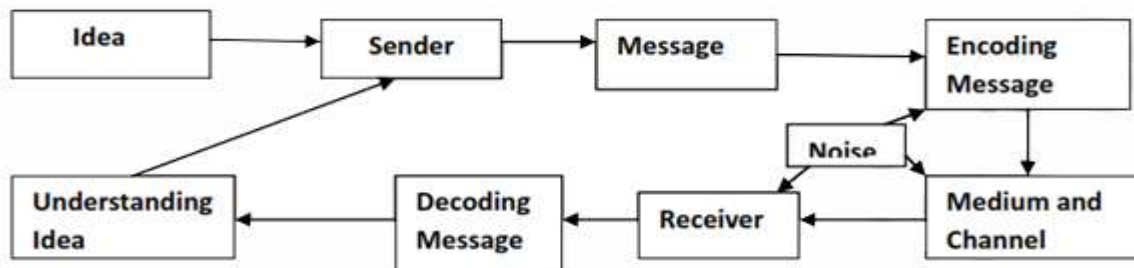 Idea
Sender
Message
Encoding
Message
Noise
Understanding
Idea
Decoding
Message
Receiver
Medium and
Channel